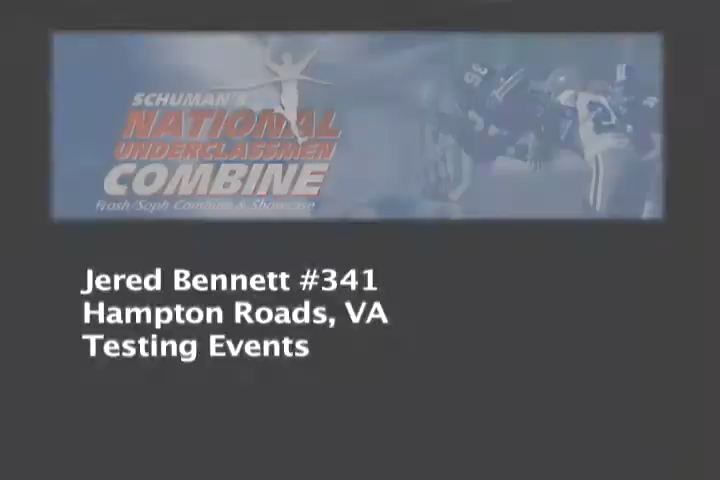 SCHUMAN'S
NATIONAL
UNDERCLASSMEN
COMBINE
Frosh/Soph Combine & Showcase
Jered Bennett #341
Hampton Roads, VA
Testing Events